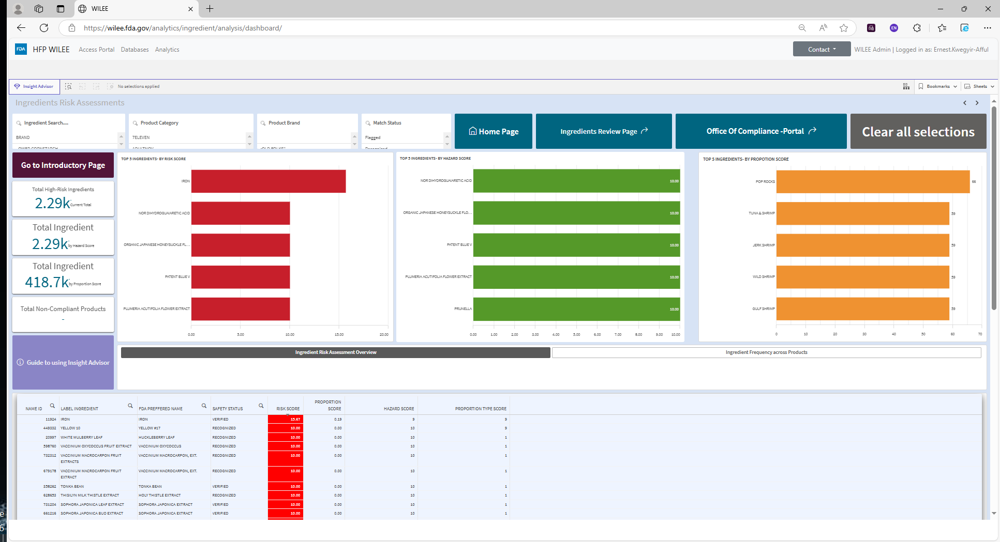 WILEE
https://wilee.fda.gov/analytics/ingredient/analysis/dashboard/
EN
FDA HFP WILEE Access Portal Databases Analytics
Contact WILEE Admin | Logged in as: Ernest.Kwegyir-Afful
Insight Advisor No selections applied Bookmarks Sheets
Ingredients Risk Assessments
Ingredient Search.... Product Category Product Brand Match Status
BRAND 7ELEVEN Flagged
Home Page Ingredients Review Page Office Of Compliance -Portal Clear all selections
Go to Introductory Page
Total High-Risk Ingredients
2.29k Current Total
Total Ingredient
2.29k by Hazard Score
Total Ingredient
418.7k by Proportion Score
Total Non-Compliant Products
-
Guide to using Insight Advisor
TOP 5 INGREDIENTS- BY RISK SCORE
IRON
NOR DIHYDROGUAIARETIC ACID
ORGANIC JAPANESE HONEYSUCKLE FL...
PATENT BLUE V
PLUMERIA ACUTIFOLIA FLOWER EXTRACT
0.00 5.00 10.00 15.00 20.00
TOP 5 INGREDIENTS- BY HAZARD SCORE
NOR DIHYDROGUAIARETIC ACID 10.00
ORGANIC JAPANESE HONEYSUCKLE FLO... 10.00
PATENT BLUE V 10.00
PLUMERIA ACUTIFOLIA FLOWER EXTRACT 10.00
PRUNELLA 10.00
0.00 1.00 2.00 3.00 4.00 5.00 6.00 7.00 8.00 9.00 10.00
TOP 5 INGREDIENTS- BY PROPOTION SCORE
POP ROCKS 66
TUNA & SHRIMP 59
JERK SHRIMP 59
WILD SHRIMP 59
GULF SHRIMP 59
0 10 20 30 40 50 60 70
Ingredient Risk Assessment Overview Ingredient Frequency across Products
NAME ID LABEL INGREDIENT FDA PREFFERED NAME SAFETY STATUS RISK SCORE PROPORTION SCORE HAZARD SCORE PROPORTION TYPE SCORE
11924 IRON IRON VERIFIED 15.67 0.19 9 9
449332 YELLOW 10 YELLOW #17 RECOGNIZED 10.00 0.00 10 9
20997 WHITE MULBERRY LEAF HUCKLEBERRY LEAF RECOGNIZED 10.00 0.00 10 1
598760 VACCINIUM OXYCOCCUS FRUIT EXTRACT VACCINIUM OXYCOCCUS RECOGNIZED 10.00 0.00 10 1
732312 VACCINIUM MACROCARPON FRUIT EXTRACTS VACCINIUM MACROCARPON, EXT. RECOGNIZED 10.00 0.00 10 1
679178 VACCINIUM MACROCARPON FRUIT EXTRACT VACCINIUM MACROCARPON, EXT. RECOGNIZED 10.00 0.00 10 1
358262 TONKA BEAN TONKA BEAN VERIFIED 10.00 0.00 10 1
628653 THISILYN MILK THISTLE EXTRACT HOLY THISTLE EXTRACT RECOGNIZED 10.00 0.00 10 1
731204 SOPHORA JAPONICA LEAF EXTRACT SOPHORA JAPONICA EXTRACT VERIFIED 10.00 0.00 10 1
661216 SOPHORA JAPONICA BUD EXTRACT SOPHORA JAPONICA EXTRACT VERIFIED 10.00 0.00 10 1